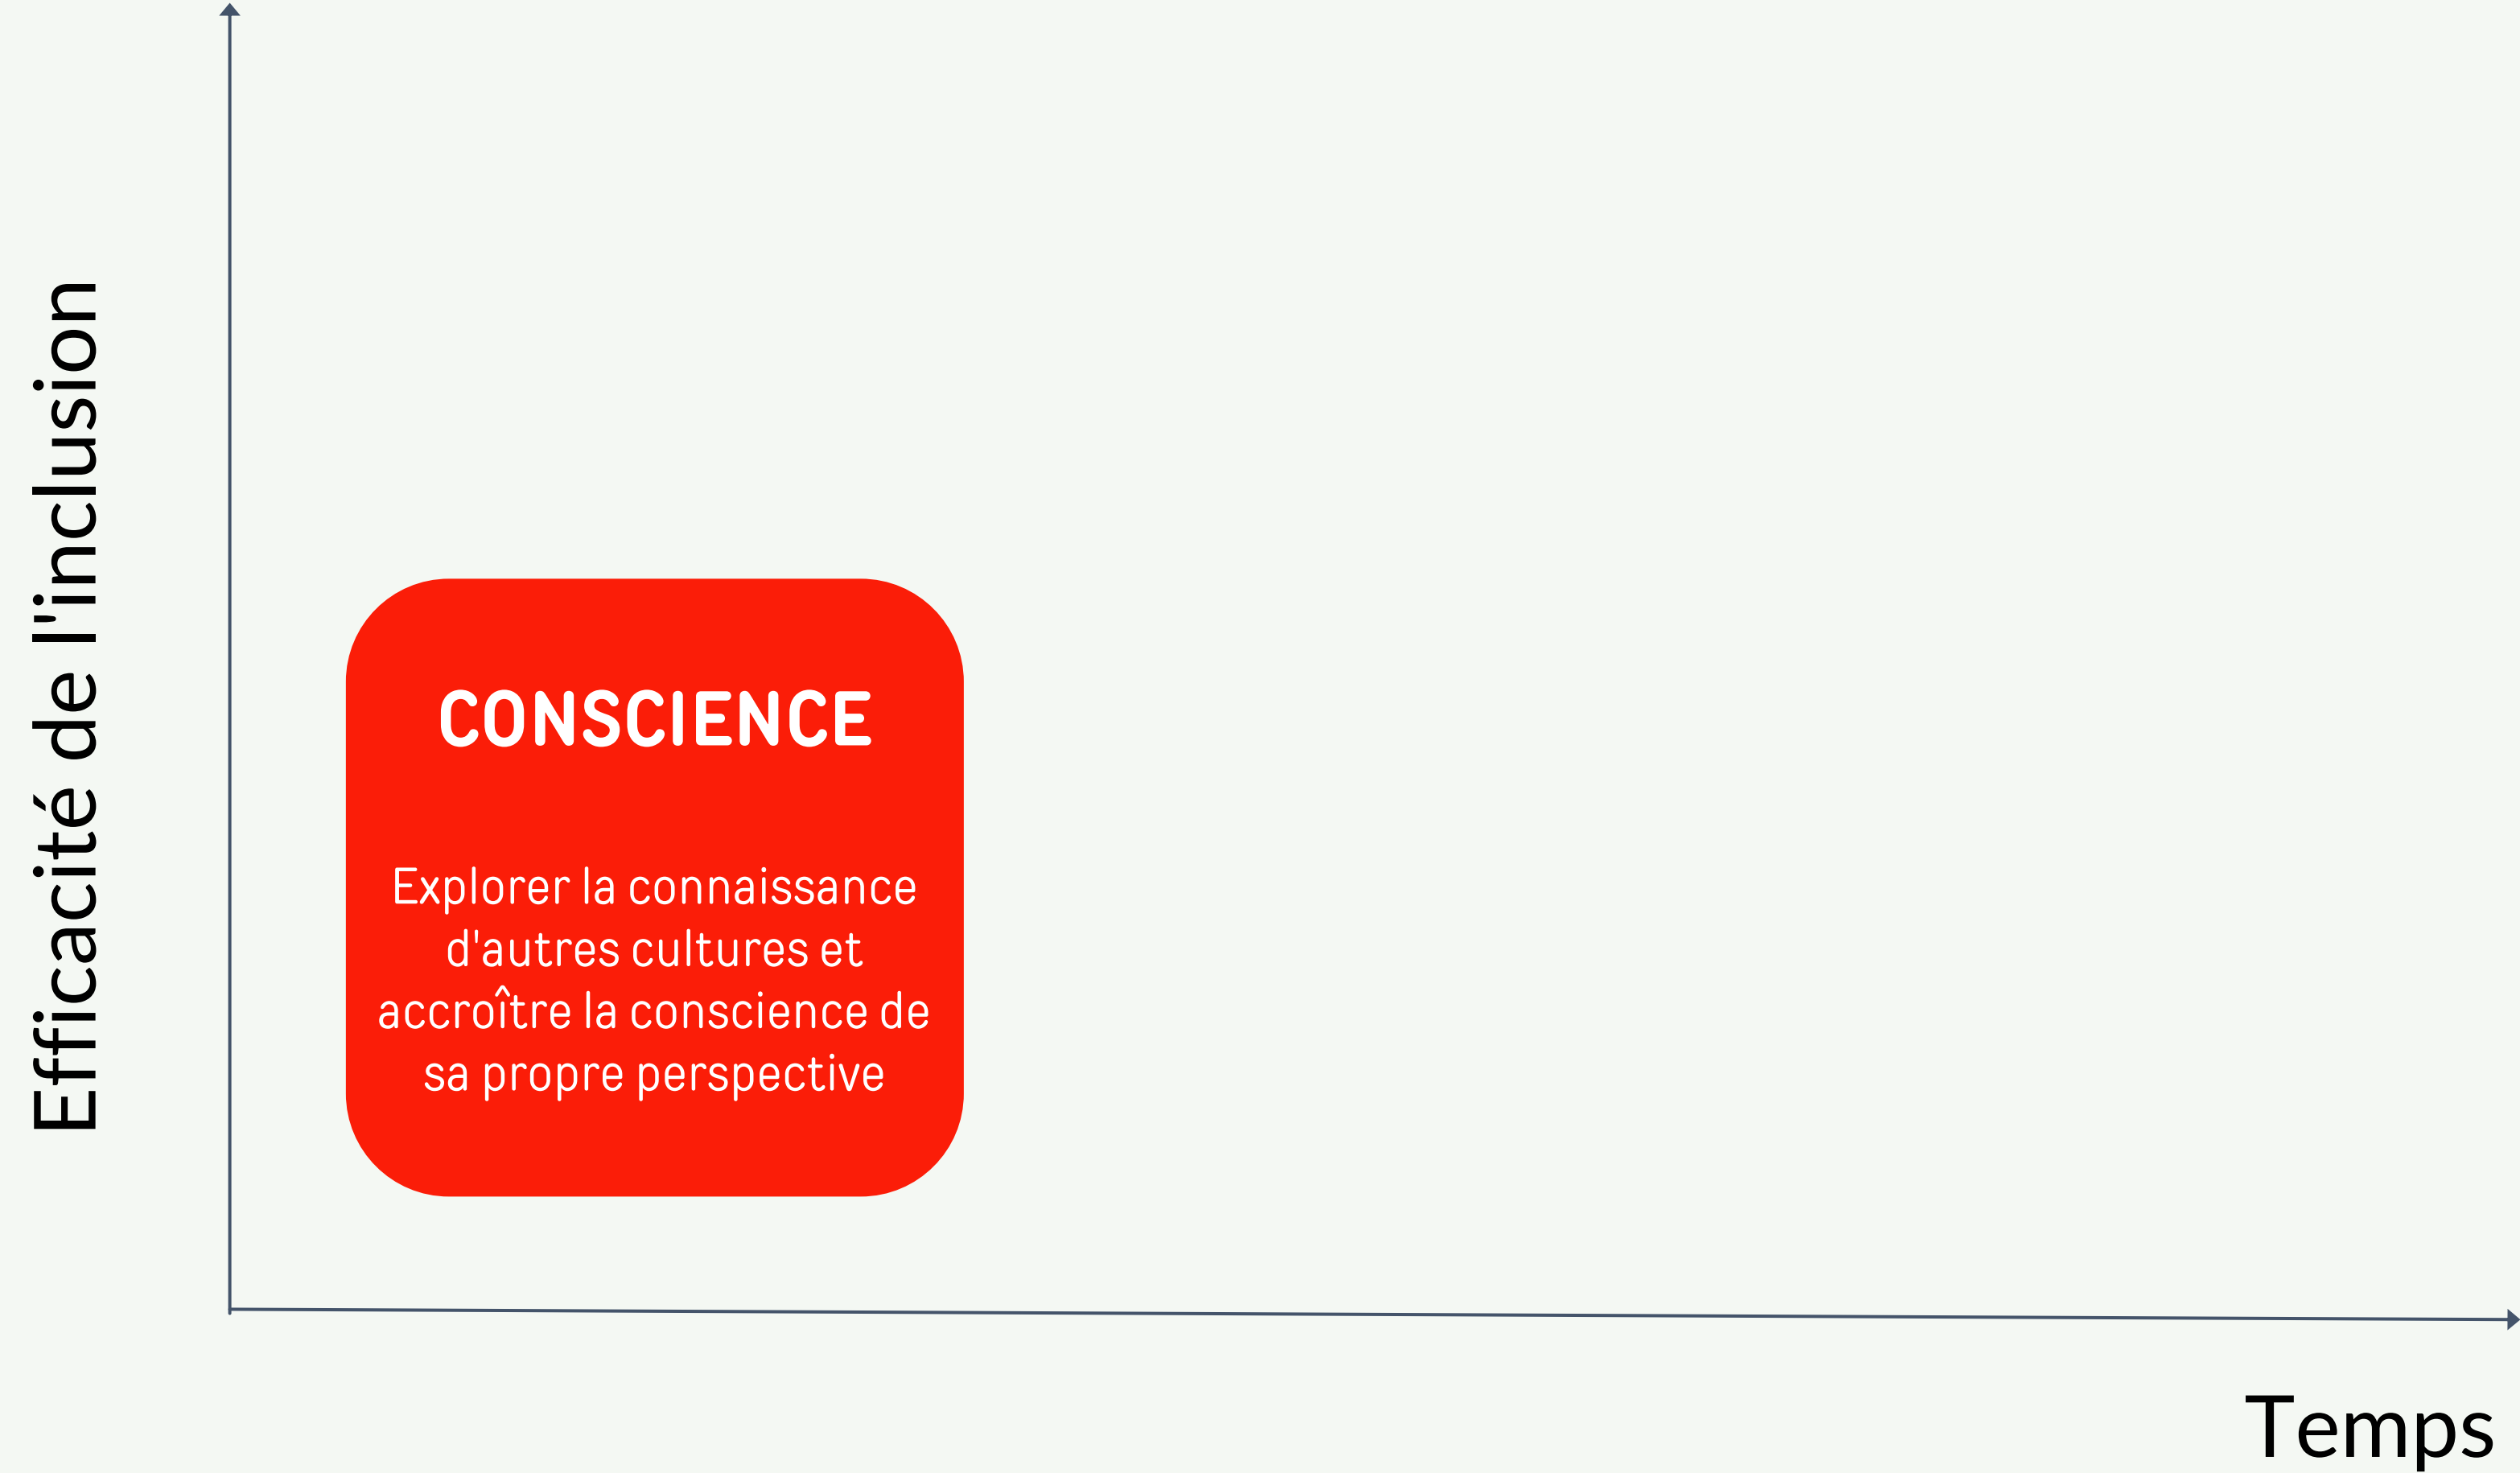 Efficacité de l'inclusion
CONSCIENCE
Explorer la connaissance
d'autres cultures et
accroître la conscience de
sa propre perspective
Temps